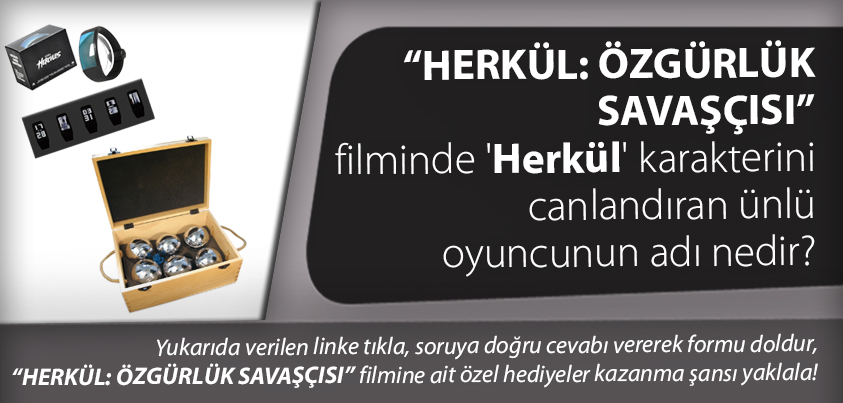 HERCULES
“HERKÜL: ÖZGÜRLÜK
SAVAŞÇISI”
filminde 'Herkül' karakterini
canlandıran ünlü
oyuncunun adı nedir?
Yukarıda verilen linke tıkla, soruya doğru cevabı vererek formu doldur,
“HERKÜL: ÖZGÜRLÜK SAVAŞÇISI” filmine ait özel hediyeler kazanma şansı yaklala!